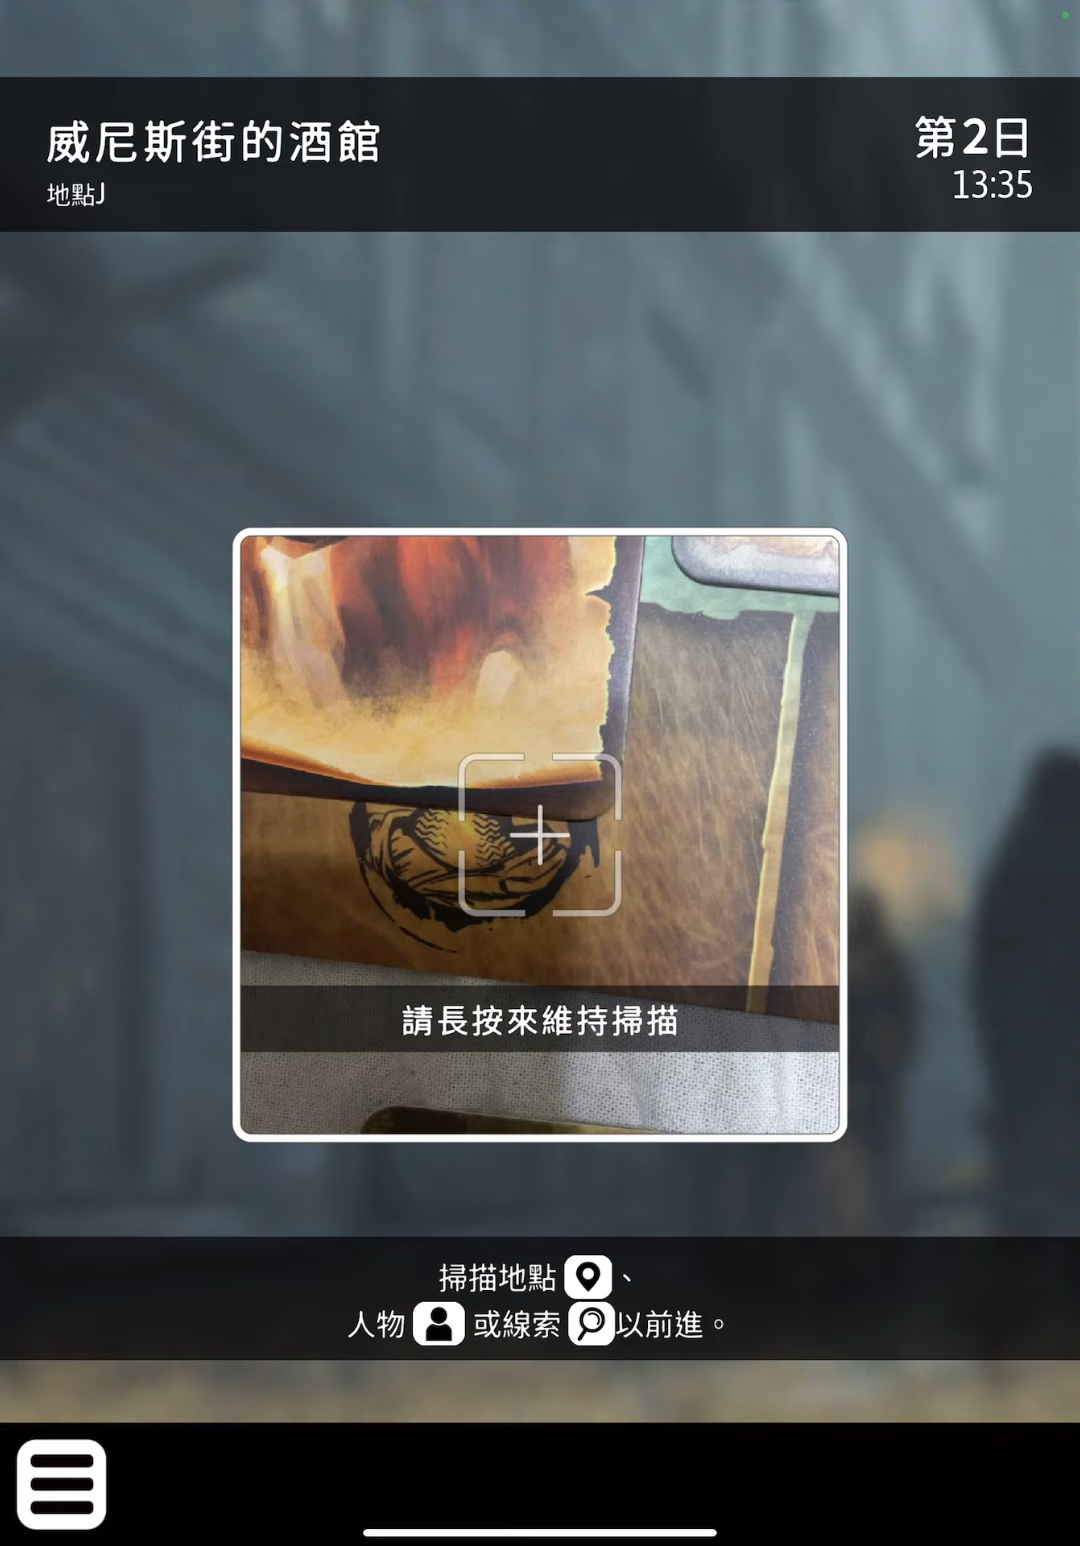 威尼斯街的酒館
地點J
第2日
13:35
請長按來維持掃描
掃描地點、
人物 或線索 以前進。